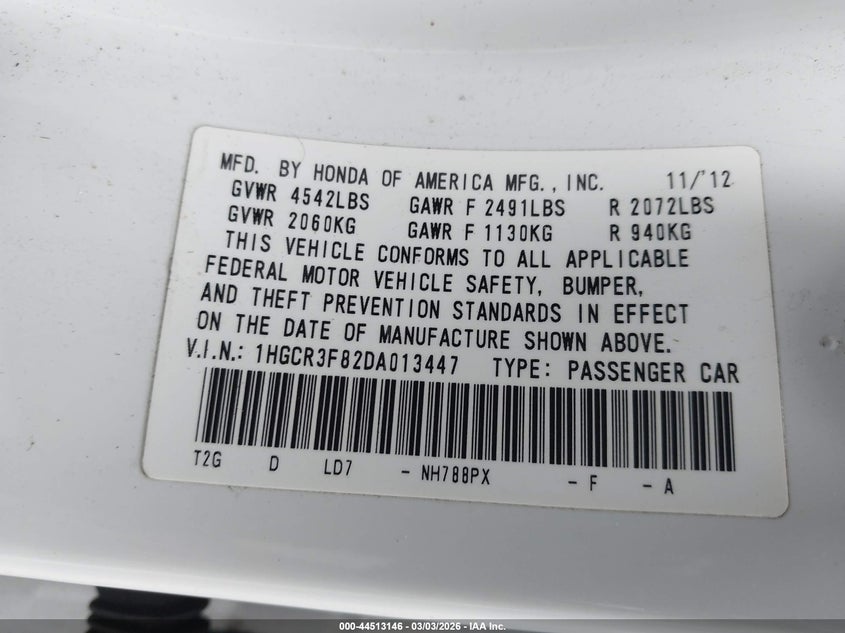 MFD. BY HONDA OF AMERICA MFG., INC. 11/'12
GVWR 4542LBS GAWR F 2491LBS R 2072LBS
GVWR 2060KG GAWR F 1130KG R 940KG
THIS VEHICLE CONFORMS TO ALL APPLICABLE
FEDERAL MOTOR VEHICLE SAFETY, BUMPER,
AND THEFT PREVENTION STANDARDS IN EFFECT
ON THE DATE OF MANUFACTURE SHOWN ABOVE.
V.I.N.: 1HGCR3F82DA013447 TYPE: PASSENGER CAR
T2G D LD7 - NH788PX - F - A
000-44513146 - 03/03/2026 - IAA Inc.